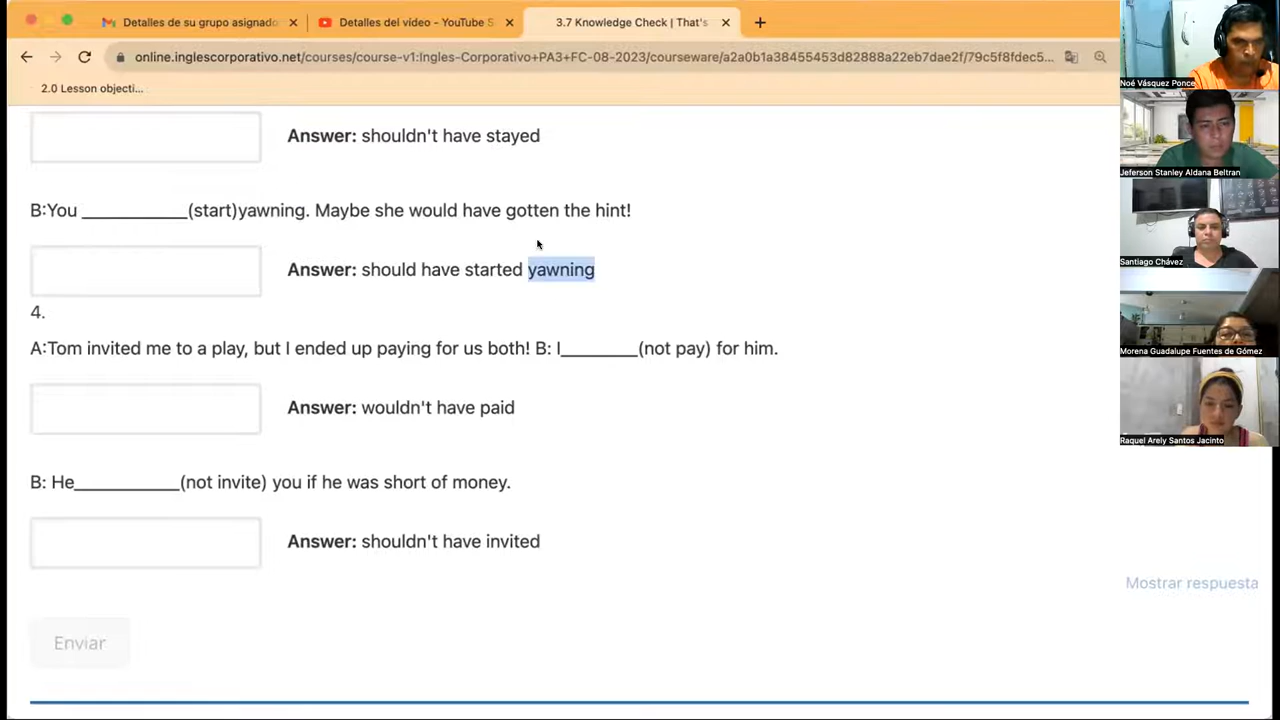 Detalles de su grupo asignado
Detalles del vídeo - YouTube S
3.7 Knowledge Check | That's
online.inglescorporativo.net/courses/course-v1:Ingles-Corporativo+PA3+FC-08-2023/courseware/a2a0b1a38455453d82888a22eb7dae2f/79c5f8fdec5...
2.0 Lesson objecti...
Answer: shouldn't have stayed
B:You ____________(start)yawning. Maybe she would have gotten the hint!
Answer: should have started yawning
4.
A:Tom invited me to a play, but I ended up paying for us both! B: I________(not pay) for him.
Answer: wouldn't have paid
B: He____________(not invite) you if he was short of money.
Answer: shouldn't have invited
Mostrar respuesta
Enviar
Noé Vásquez Ponce
Jeferson Stanley Aldana Beltran
Santiago Chávez
Morena Guadalupe Fuentes de Gómez
Raquel Arely Santos Jacinto